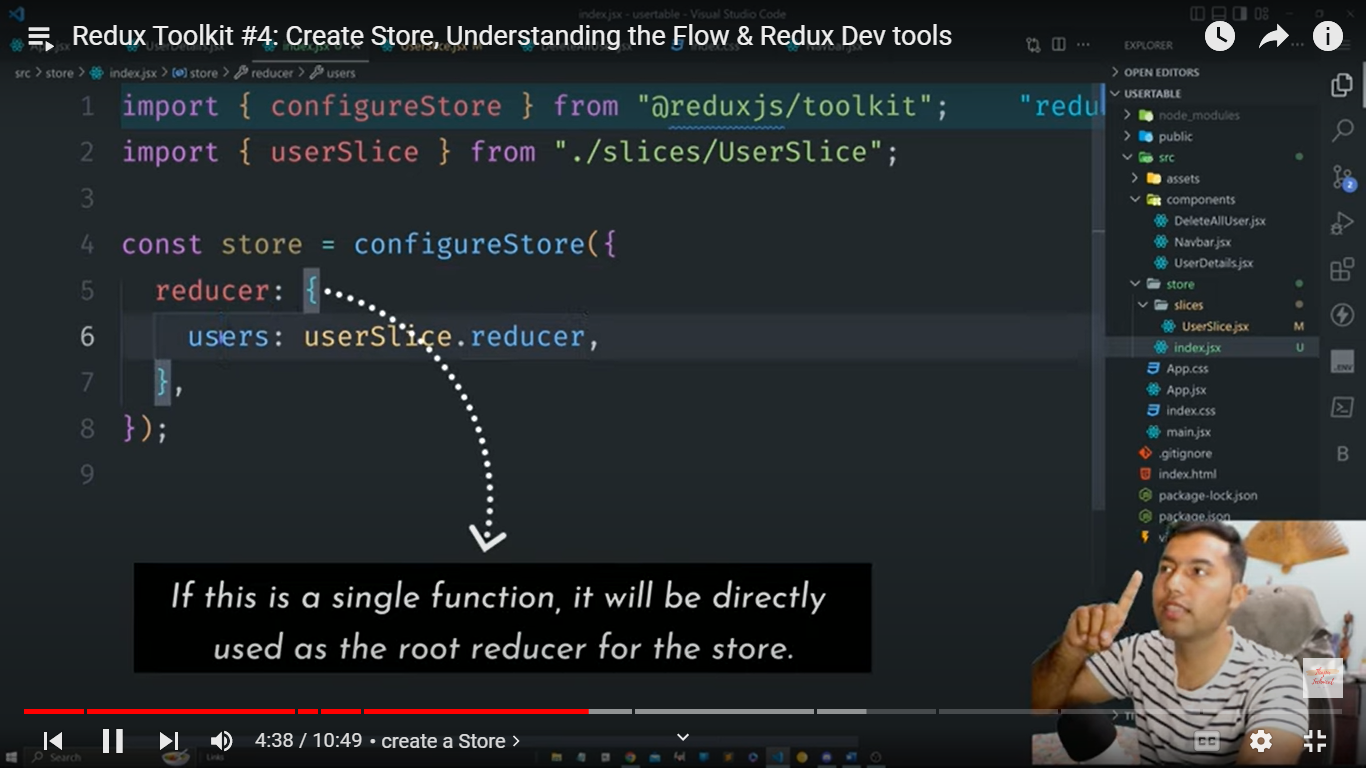 index.jsx - usertable - Visual Studio Code
Redux Toolkit #4: Create Store, Understanding the Flow & Redux Dev tools
src > store > index.jsx > store > reducer > users
1 import { configureStore } from "@reduxjs/toolkit"; "redu
2 import { userSlice } from "./slices/UserSlice";
3
4 const store = configureStore({
5 reducer: {
6 users: userSlice.reducer,
7 },
8 });
9
If this is a single function, it will be directly
used as the root reducer for the store.
EXPLORER
OPEN EDITORS
USERTABLE
node_modules
public
src
assets
components
DeleteAllUser.jsx
Navbar.jsx
UserDetails.jsx
store
slices
UserSlice.jsx M
index.jsx U
App.css
App.jsx
index.css
main.jsx
.gitignore
index.html
package-lock.json
package.json
2
.ENV
B
4:38 / 10:49 • create a Store >
CC
Search
Links